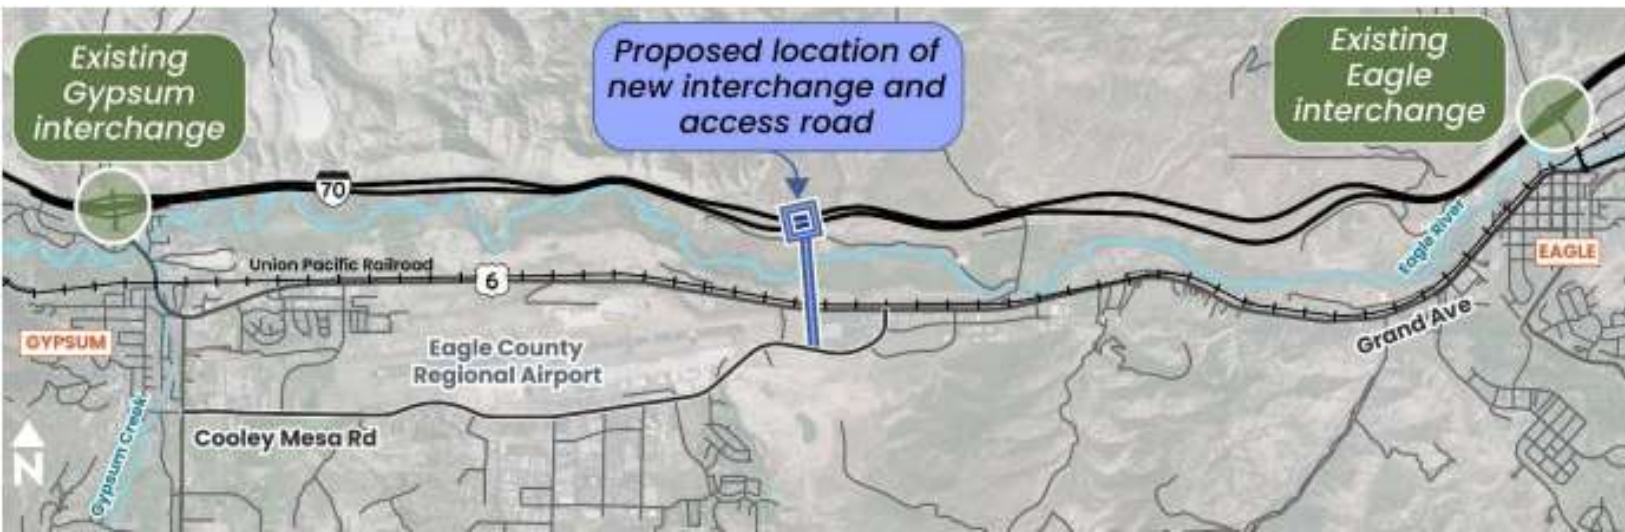 Existing
Gypsum
interchange
Proposed location of
new interchange and
access road
Existing
Eagle
interchange
70
Union Pacific Railroad
6
Eagle River
EAGLE
GYPSUM
Eagle County
Regional Airport
Grand Ave
Cooley Mesa Rd
Gypsum Creek
N